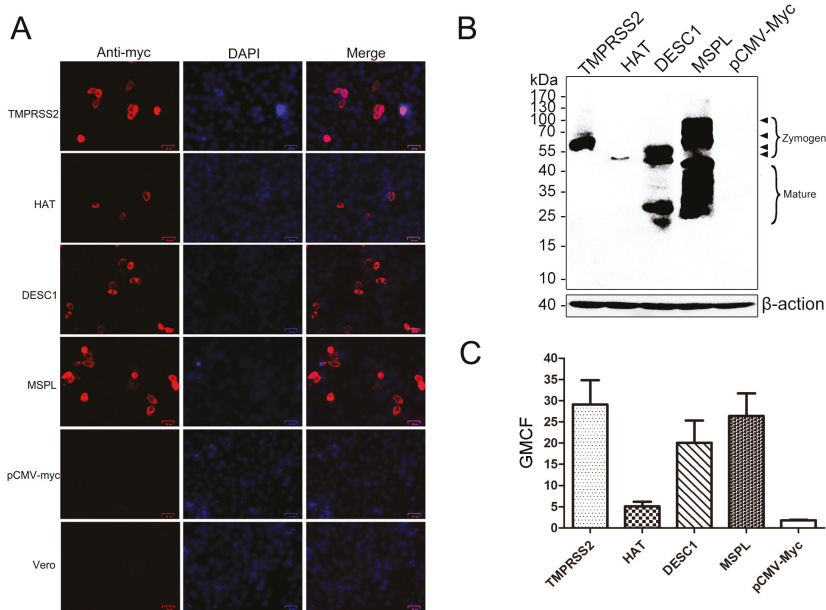 A
Anti-myc DAPI Merge
TMPRSS2
HAT
DESC1
MSPL
pCMV-myc
Vero
B
TMPRSS2 HAT DESC1 MSPL pCMV-Myc
kDa
170
130
100
70
55
40
35
25
15
10
40
Zymogen
Mature
β-action
C
GMCF
40
35
30
25
20
15
10
5
0
TMPRSS2 HAT DESC1 MSPL pCMV-Myc